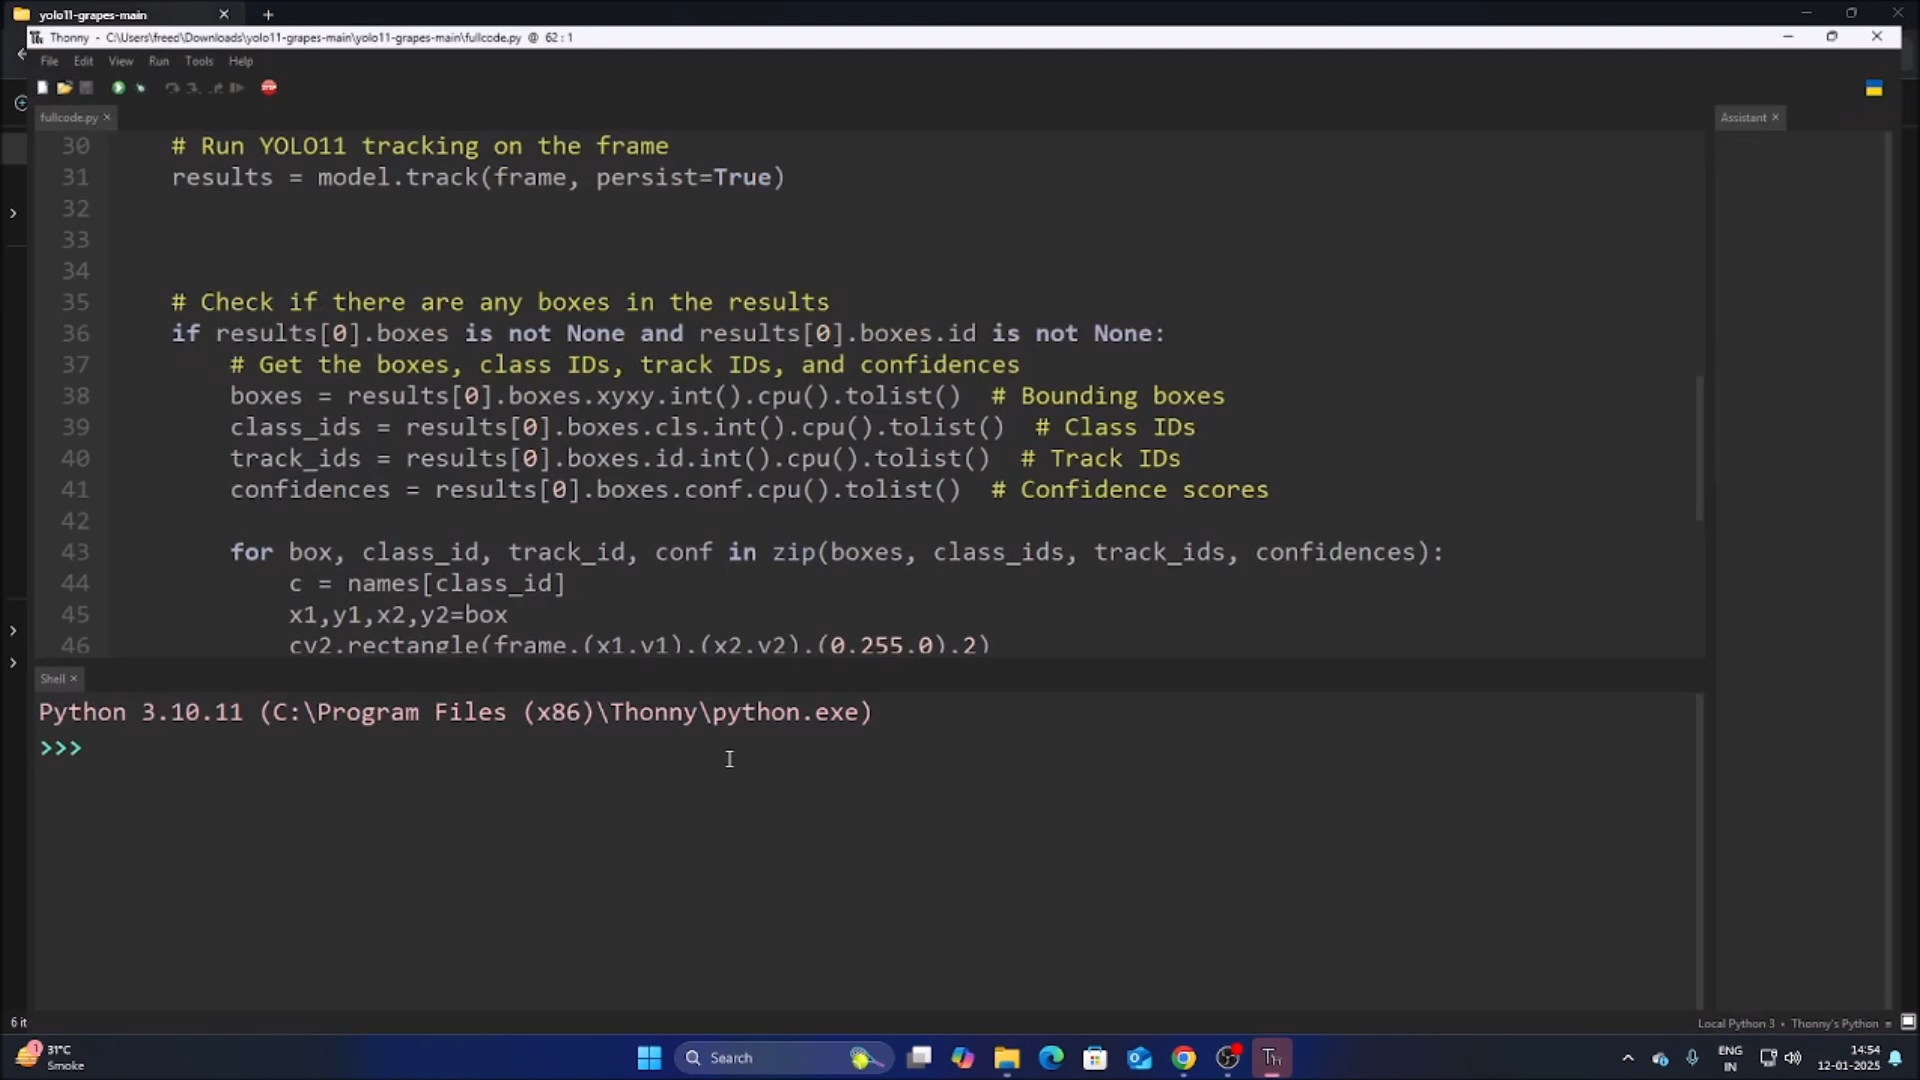 yolo11-grapes-main
Thonny - C:\Users\freed\Downloads\yolo11-grapes-main\yolo11-grapes-main\fullcode.py @ 62:1
File Edit View Run Tools Help
fullcode.py
Assistant
30 # Run YOLO11 tracking on the frame
31 results = model.track(frame, persist=True)
32
33
34
35 # Check if there are any boxes in the results
36 if results[0].boxes is not None and results[0].boxes.id is not None:
37 # Get the boxes, class IDs, track IDs, and confidences
38 boxes = results[0].boxes.xyxy.int().cpu().tolist()  # Bounding boxes
39 class_ids = results[0].boxes.cls.int().cpu().tolist()  # Class IDs
40 track_ids = results[0].boxes.id.int().cpu().tolist()  # Track IDs
41 confidences = results[0].boxes.conf.cpu().tolist()  # Confidence scores
42
43 for box, class_id, track_id, conf in zip(boxes, class_ids, track_ids, confidences):
44 c = names[class_id]
45 x1,y1,x2,y2=box
46 cv2.rectangle(frame,(x1,y1),(x2,y2),(0,255,0),2)
Shell
Python 3.10.11 (C:\Program Files (x86)\Thonny\python.exe)
>>>
6 it
Local Python 3 • Thonny's Python
1
31°C
Smoke
Search
Th
ENG
IN
14:54
12-01-2025